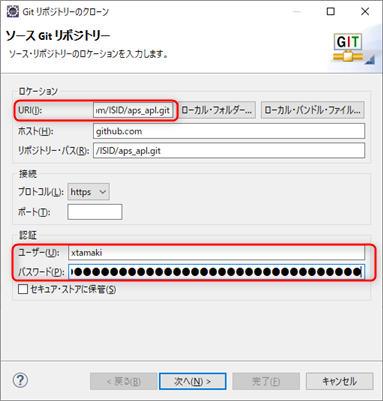 Git リポジトリーのクローン
ソース Git リポジトリー
ソース・リポジトリーのロケーションを入力します。
GIT
ロケーション
URI(I): ım/ISID/aps_apl.git ローカル・フォルダー... ローカル・バンドル・ファイル...
ホスト(H): github.com
リポジトリー・パス(R): /ISID/aps_apl.git
接続
プロトコル(L): https
ポート(T):
認証
ユーザー(U): xtamaki
パスワード(P): ●●●●●●●●●●●●●●●●●●●●●●●●●●●●●●●●●●●●
セキュア・ストアに保管(S)
< 戻る(B) 次へ(N) > 完了(F) キャンセル